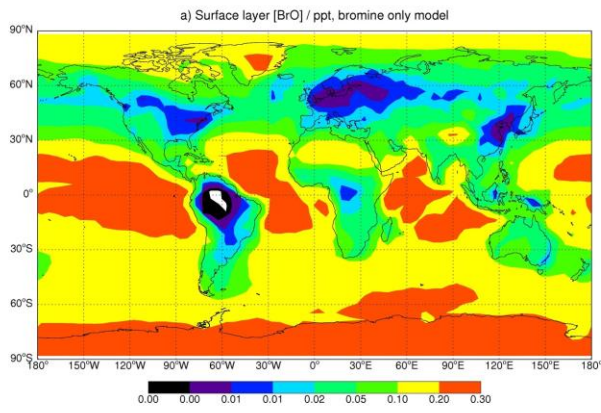 a) Surface layer [BrO] / ppt, bromine only model
90°N
60°N
30°N
0°
30°S
60°S
90°S
180°W 150°W 120°W 90°W 60°W 30°W 0° 30°E 60°E 90°E 120°E 150°E 180°E
0.00 0.00 0.01 0.01 0.02 0.05 0.10 0.20 0.30